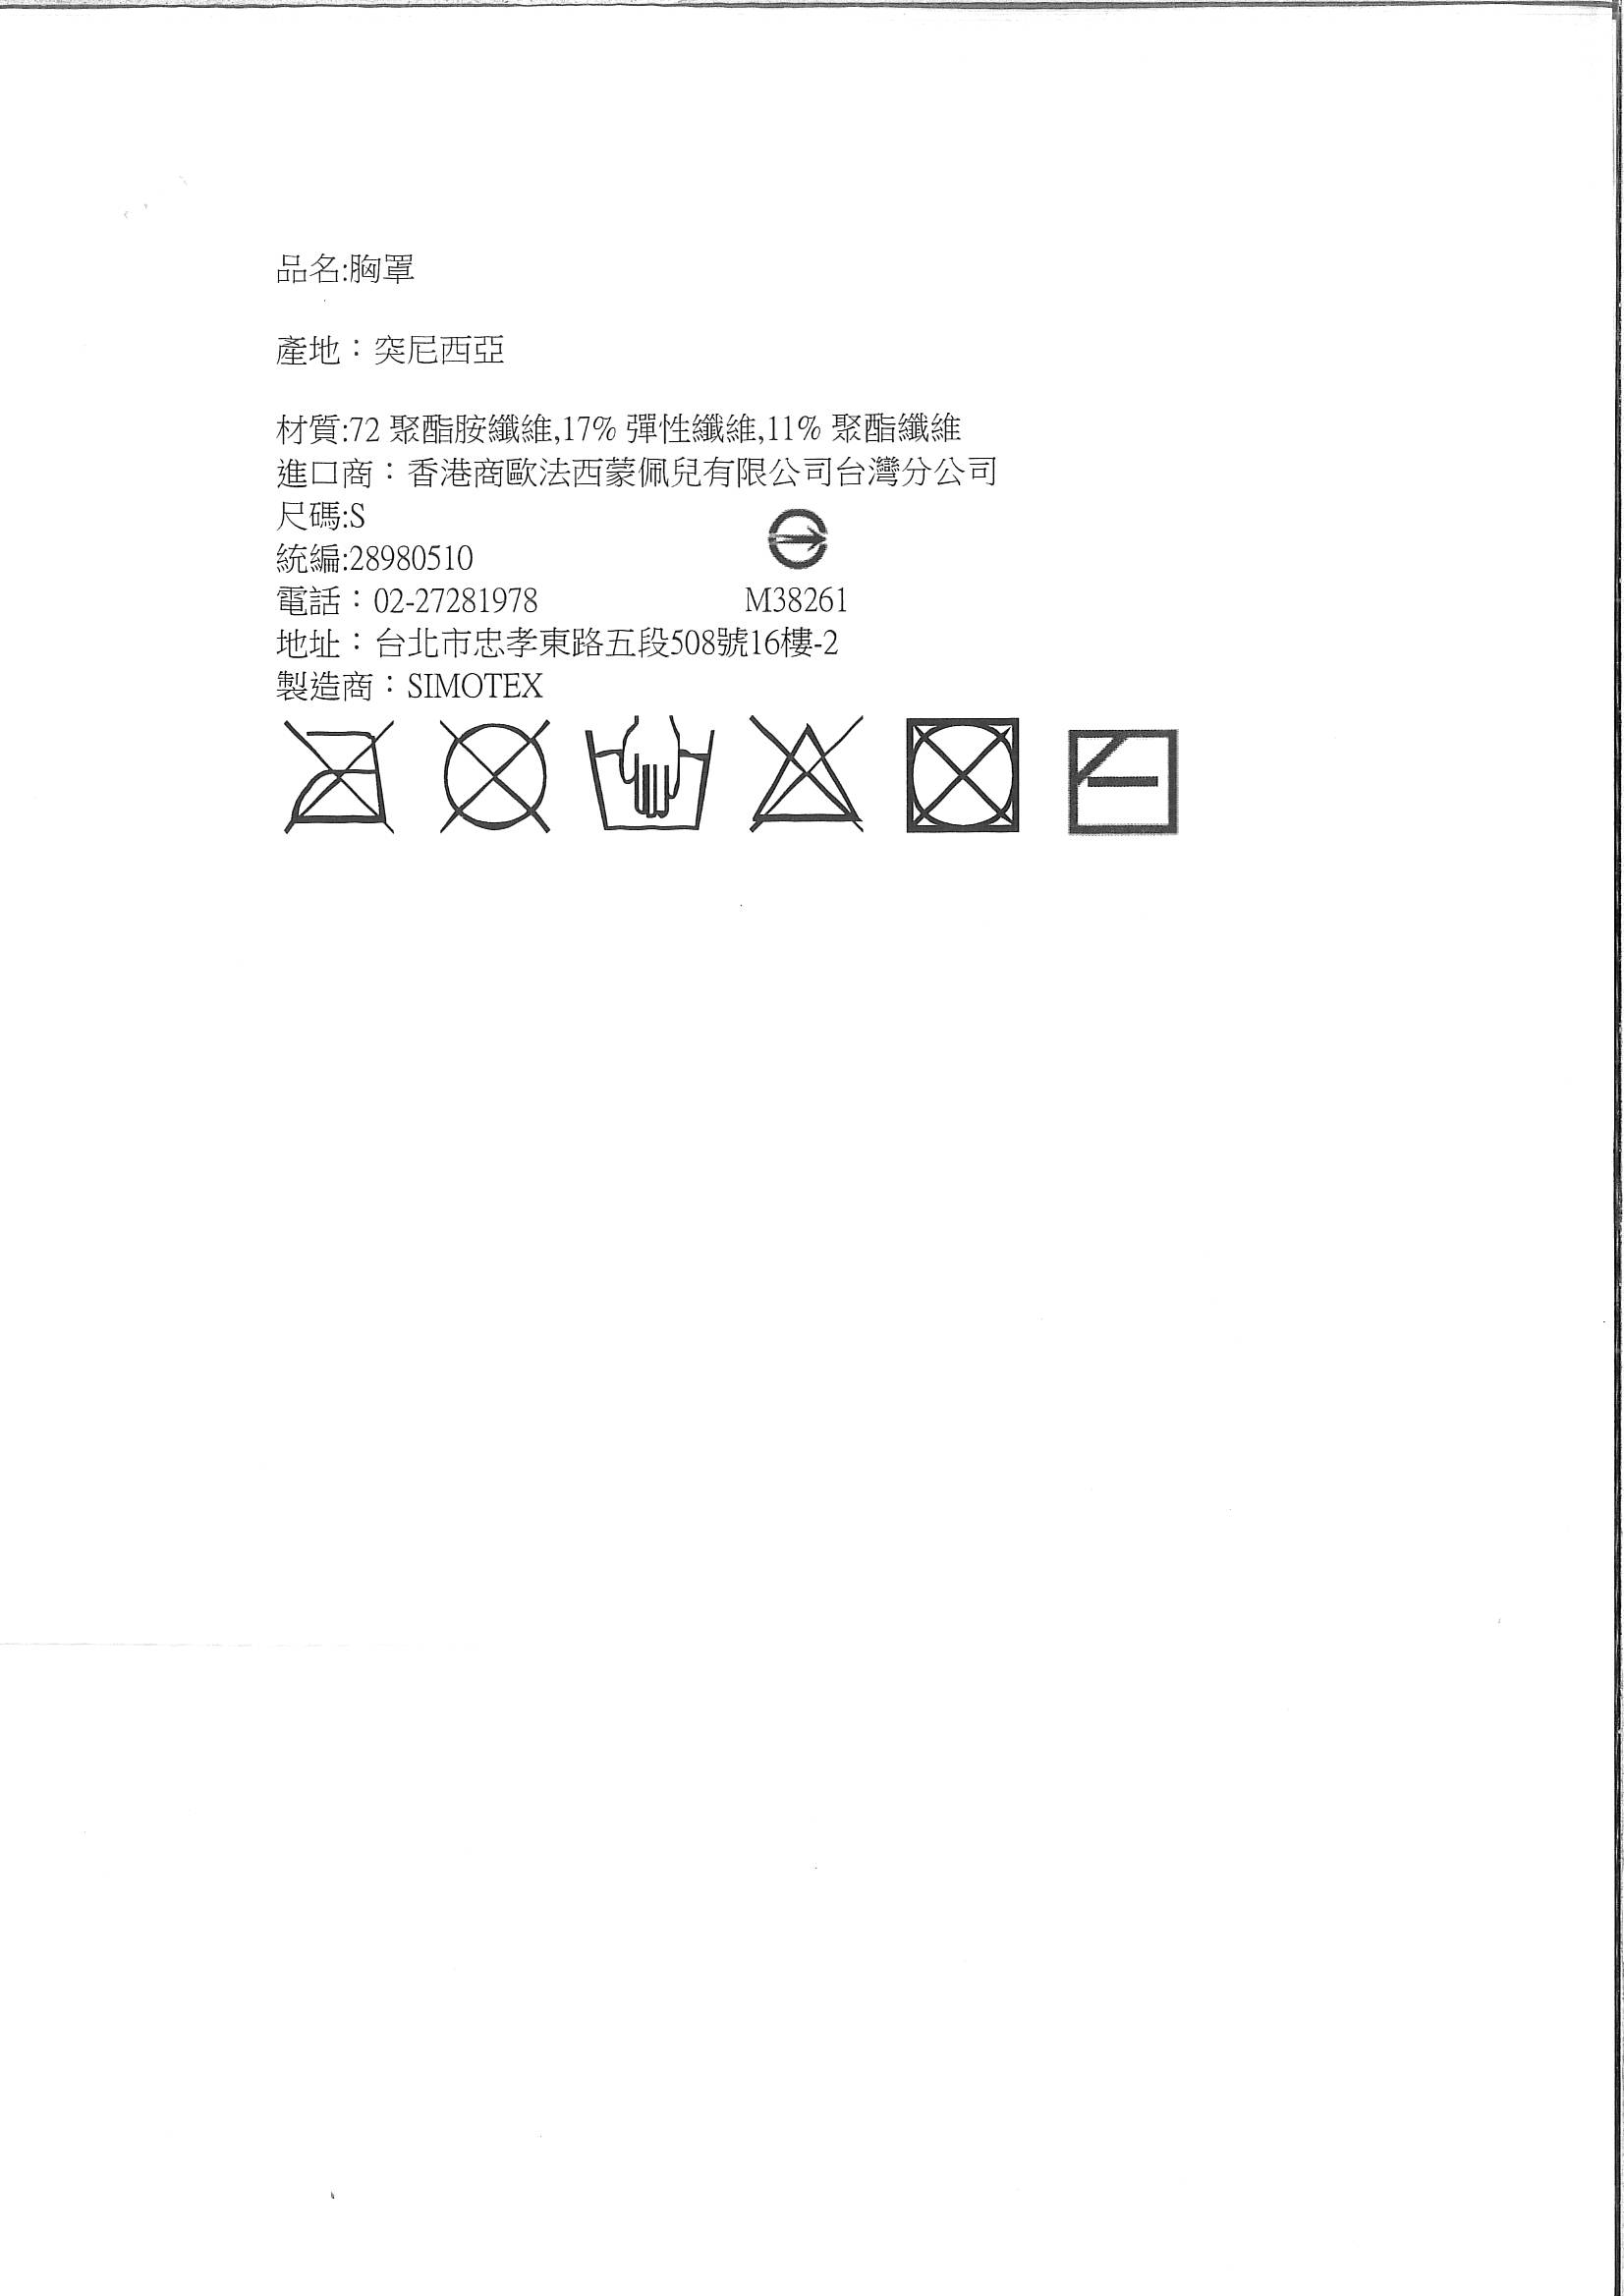 品名:胸罩
產地：突尼西亞
材質:72 聚酯胺纖維,17% 彈性纖維,11% 聚酯纖維
進口商：香港商歐法西蒙佩兒有限公司台灣分公司
尺碼:S
統編:28980510
電話：02-27281978 M38261
地址：台北市忠孝東路五段508號16樓-2
製造商：SIMOTEX